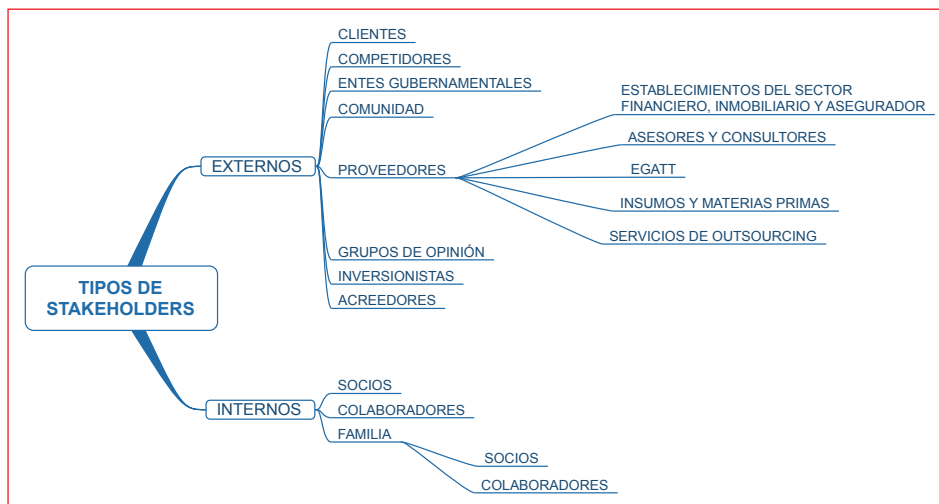 CLIENTES
COMPETIDORES
ENTES GUBERNAMENTALES
COMUNIDAD
EXTERNOS
PROVEEDORES
ESTABLECIMIENTOS DEL SECTOR
FINANCIERO, INMOBILIARIO Y ASEGURADOR
ASESORES Y CONSULTORES
EGATT
INSUMOS Y MATERIAS PRIMAS
SERVICIOS DE OUTSOURCING
GRUPOS DE OPINIÓN
INVERSIONISTAS
ACREEDORES
TIPOS DE
STAKEHOLDERS
INTERNOS
SOCIOS
COLABORADORES
FAMILIA
SOCIOS
COLABORADORES